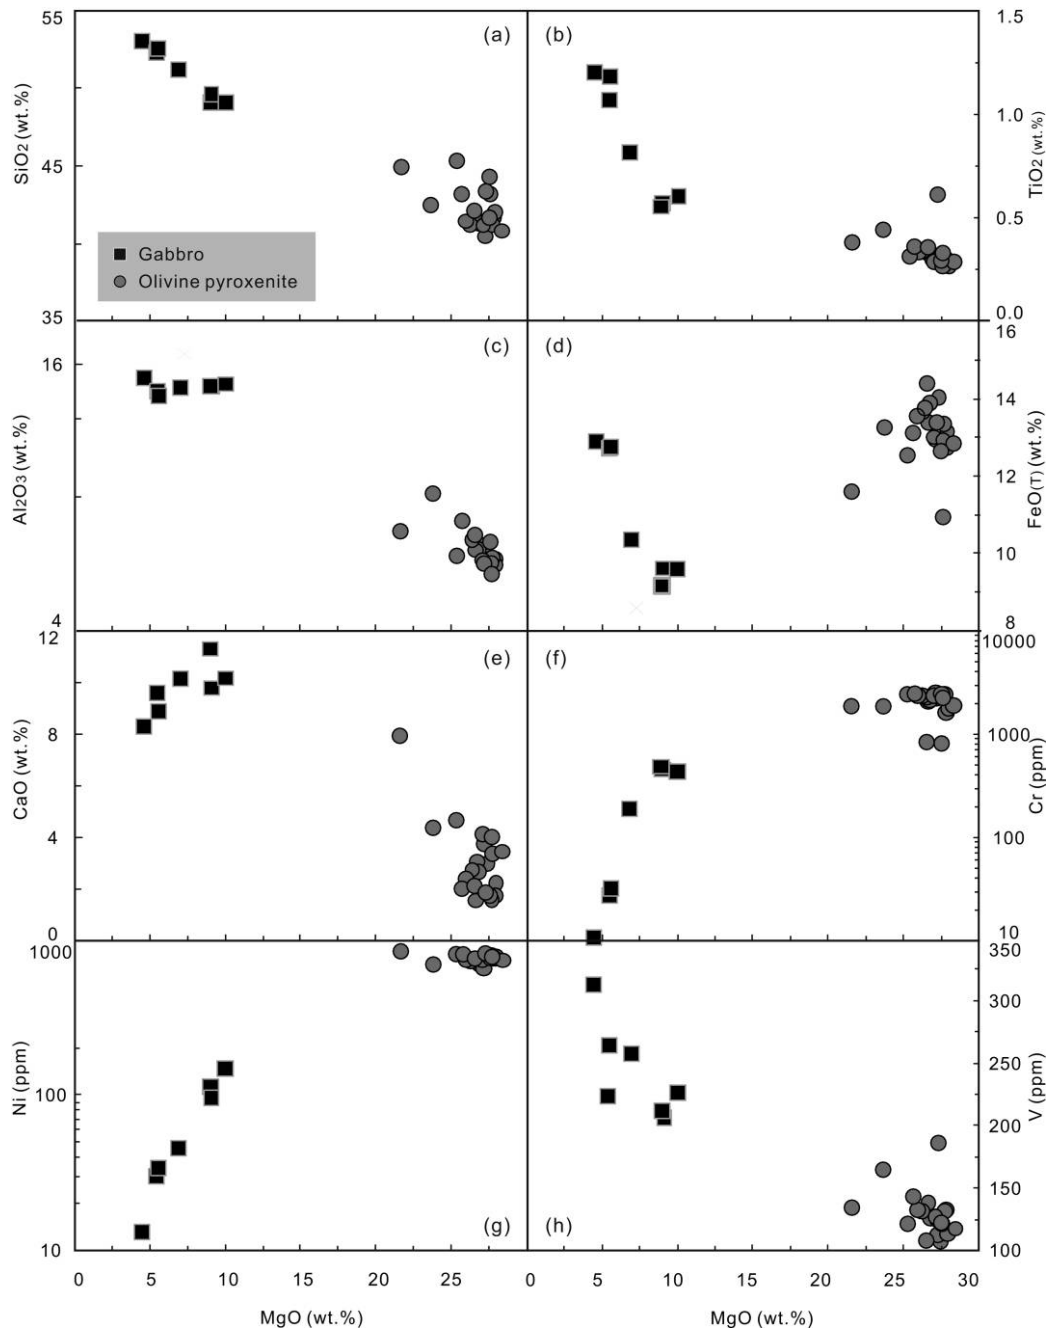 55
(a)
(b)
1.5
SiO2 (wt.%)
45
1.0
TiO2 (wt.%)
0.5
Gabbro
Olivine pyroxenite
35
0.0
16
(c)
(d)
16
Al2O3 (wt.%)
14
12
FeO(T) (wt.%)
10
4
8
12
(e)
(f)
10000
CaO (wt.%)
8
1000
Cr (ppm)
4
100
0
10
1000
350
Ni (ppm)
300
250
V (ppm)
100
200
150
(g)
(h)
10
100
0 5 10 15 20 25 0 5 10 15 20 25 30
MgO (wt.%) MgO (wt.%)